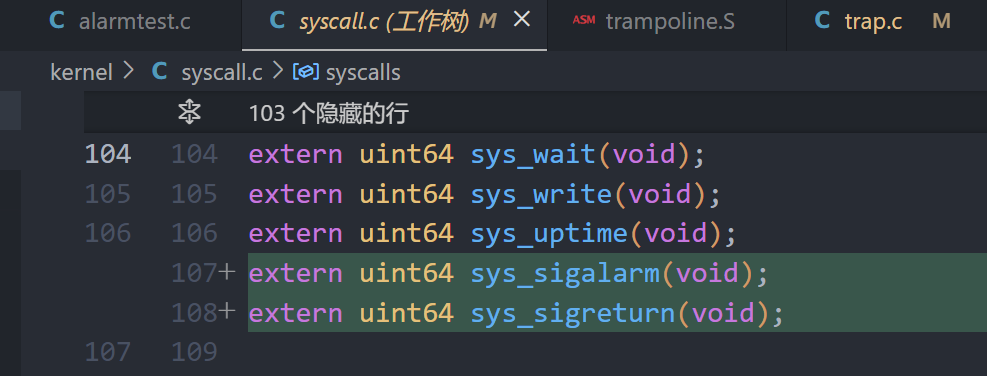 C alarmtest.c C syscall.c (工作树) M × ASM trampoline.S C trap.c M
kernel > C syscall.c > syscalls
103 个隐藏的行
104 104 extern uint64 sys_wait(void);
105 105 extern uint64 sys_write(void);
106 106 extern uint64 sys_uptime(void);
107+ extern uint64 sys_sigalarm(void);
108+ extern uint64 sys_sigreturn(void);
107 109